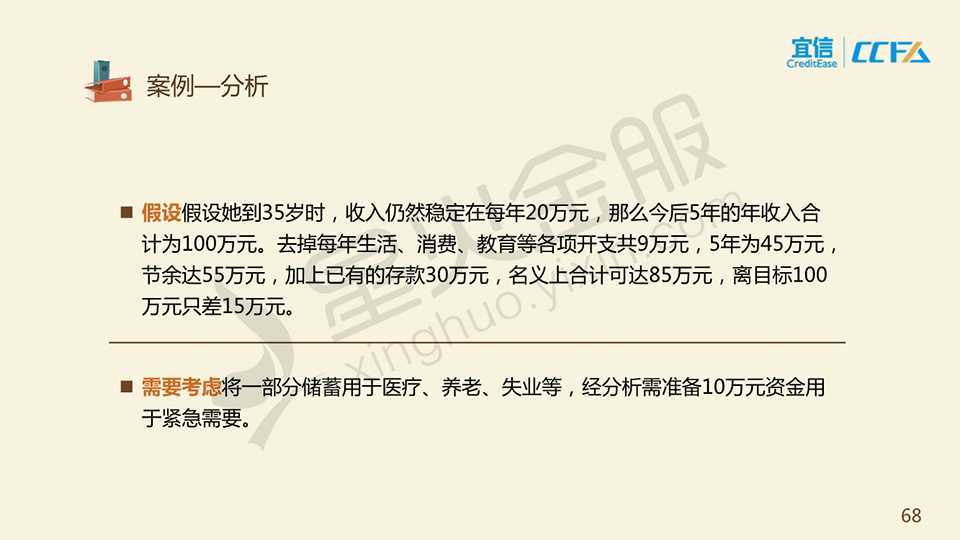 宜信
CreditEase
CCFA
案例—分析
■ 假设假设她到35岁时，收入仍然稳定在每年20万元，那么今后5年的年收入合
计为100万元。去掉每年生活、消费、教育等各项开支共9万元，5年为45万元，
节余达55万元，加上已有的存款30万元，名义上合计可达85万元，离目标100
万元只差15万元。
■ 需要考虑将一部分储蓄用于医疗、养老、失业等，经分析需准备10万元资金用
于紧急需要。
星火金服
xinghuo.yixin.com
68